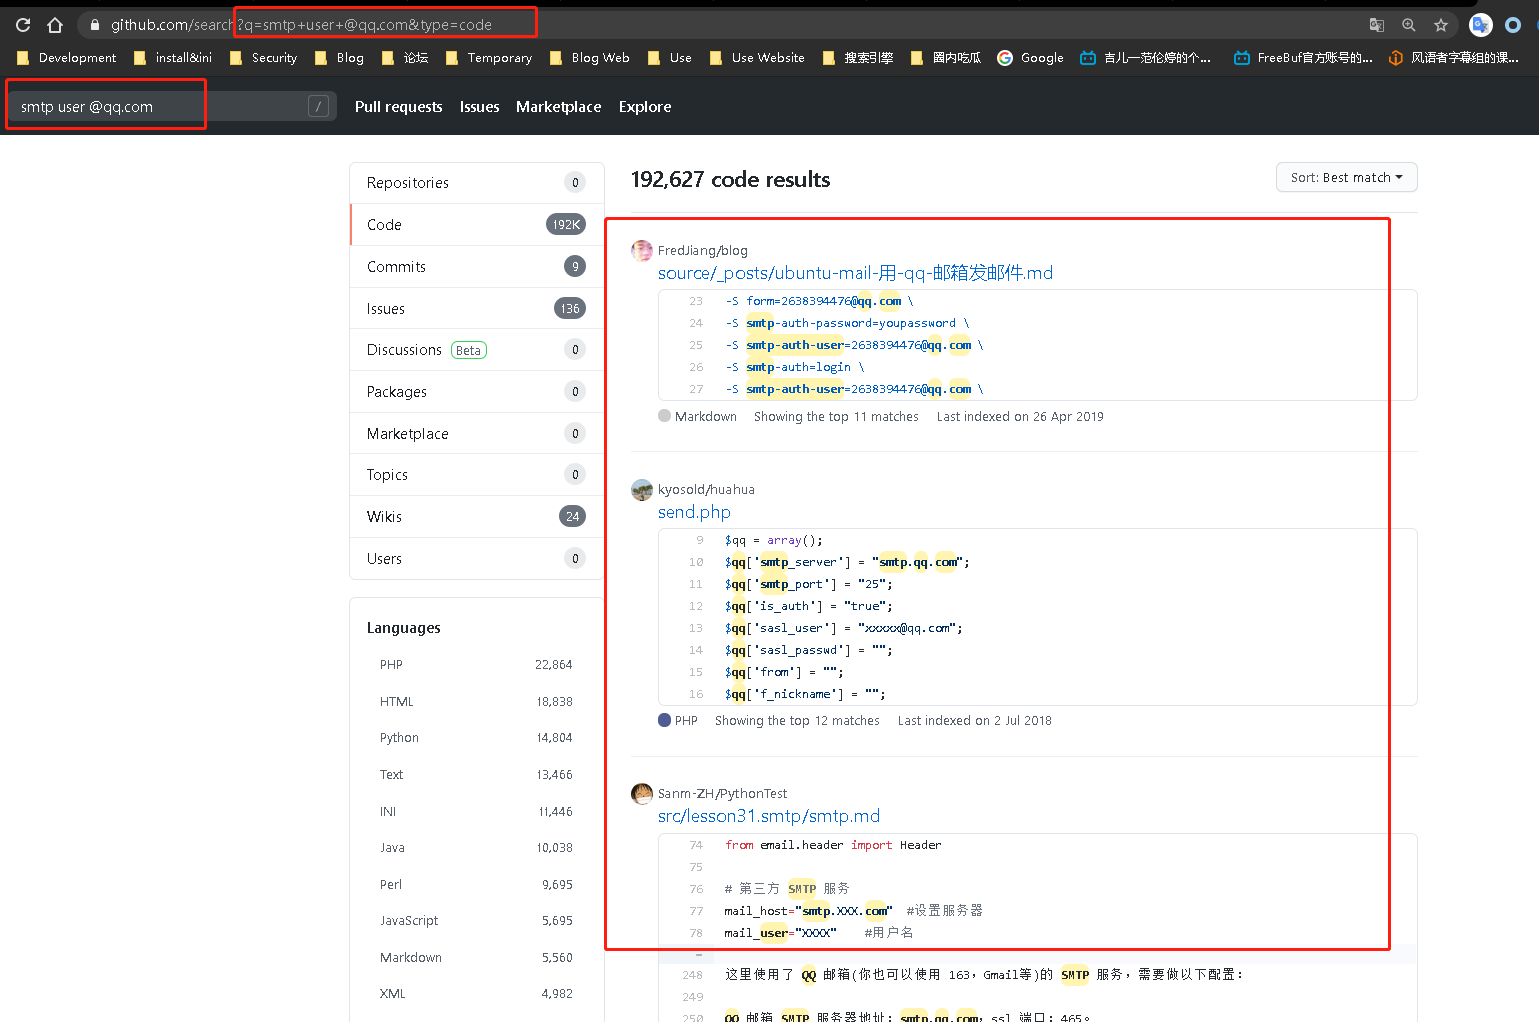 github.com/search?q=smtp+user+@qq.com&type=code
Development install&ini Security Blog 论坛 Temporary Blog Web Use Use Website 搜索引擎 圈内吃瓜 Google 吉儿一范伦婷的个... FreeBuf官方账号的... 风语者字幕组的课...
smtp user @qq.com / Pull requests Issues Marketplace Explore
Repositories 0
Code 192K
Commits 9
Issues 136
Discussions Beta 0
Packages 0
Marketplace 0
Topics 0
Wikis 24
Users 0
Languages
PHP 22,864
HTML 18,838
Python 14,804
Text 13,466
INI 11,446
Java 10,038
Perl 9,695
JavaScript 5,695
Markdown 5,560
XML 4,982
192,627 code results
Sort: Best match
FredJiang/blog
source/_posts/ubuntu-mail-用-qq-邮箱发邮件.md
23 -S form=2638394476@qq.com \
24 -S smtp-auth-password=youpassword \
25 -S smtp-auth-user=2638394476@qq.com \
26 -S smtp-auth=login \
27 -S smtp-auth-user=2638394476@qq.com \
Markdown Showing the top 11 matches Last indexed on 26 Apr 2019
kyosold/huahua
send.php
9 $qq = array();
10 $qq['smtp_server'] = "smtp.qq.com";
11 $qq['smtp_port'] = "25";
12 $qq['is_auth'] = "true";
13 $qq['sasl_user'] = "xxxxx@qq.com";
14 $qq['sasl_passwd'] = "";
15 $qq['from'] = "";
16 $qq['f_nickname'] = "";
PHP Showing the top 12 matches Last indexed on 2 Jul 2018
Sanm-ZH/PythonTest
src/lesson31.smtp/smtp.md
74 from email.header import Header
75
76 # 第三方 SMTP 服务
77 mail_host="smtp.XXX.com" #设置服务器
78 mail_user="XXXX" #用户名
248 这里使用了 QQ 邮箱(你也可以使用 163，Gmail等)的 SMTP 服务，需要做以下配置：
249
250 QQ 邮箱 SMTP 服务器地址：smtp.qq.com，ssl 端口：465。